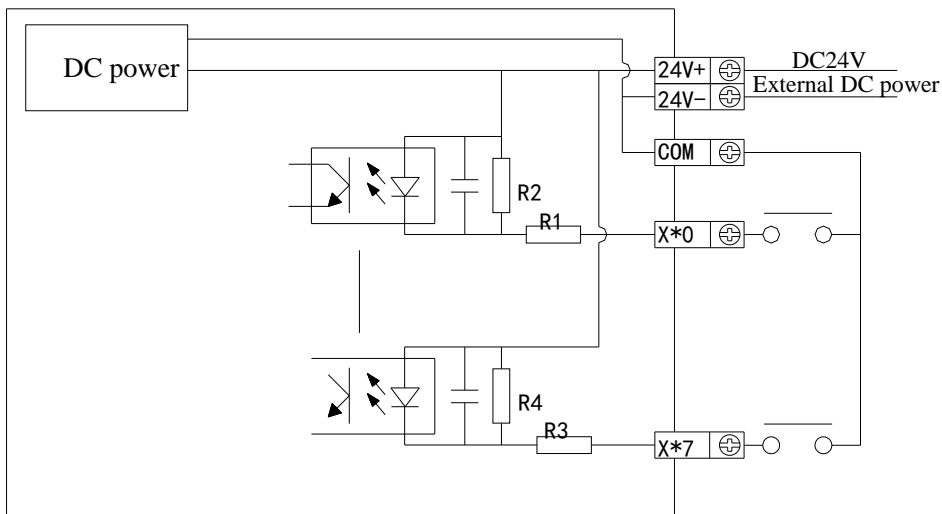 DC power
24V+
DC24V
External DC power
24V-
COM
R2
R1
X*0
R4
R3
X*7